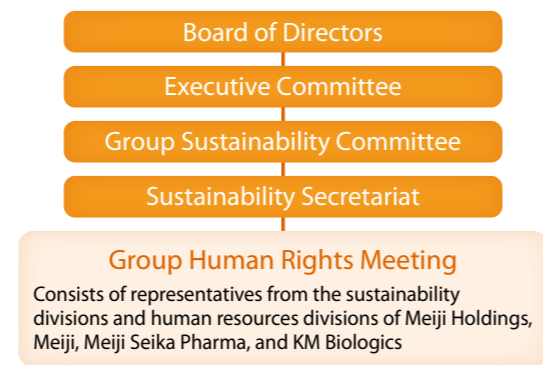 Board of Directors
Executive Committee
Group Sustainability Committee
Sustainability Secretariat
Group Human Rights Meeting
Consists of representatives from the sustainability
divisions and human resources divisions of Meiji Holdings,
Meiji, Meiji Seika Pharma, and KM Biologics